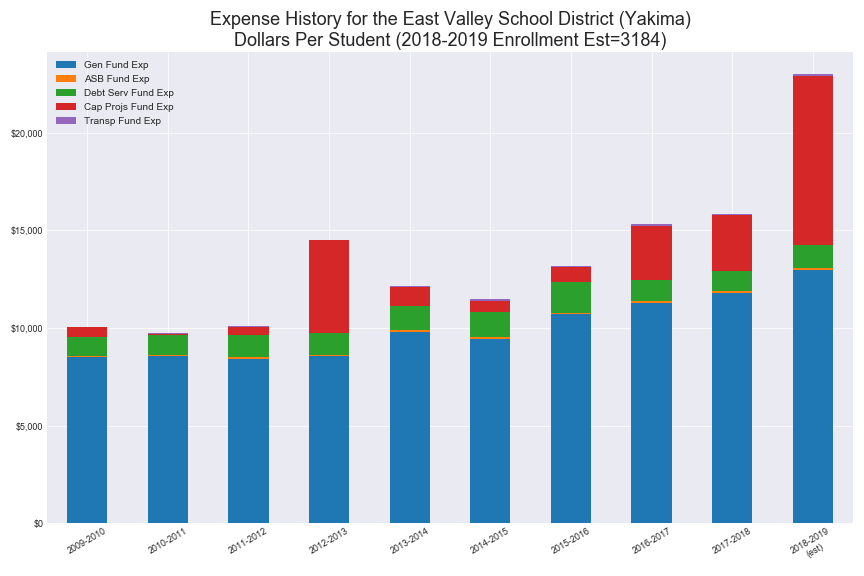 Expense History for the East Valley School District (Yakima)
Dollars Per Student (2018-2019 Enrollment Est=3184)
Gen Fund Exp
ASB Fund Exp
Debt Serv Fund Exp
Cap Projs Fund Exp
Transp Fund Exp
$20,000
$15,000
$10,000
$5,000
$0
2009-2010
2010-2011
2011-2012
2012-2013
2013-2014
2014-2015
2015-2016
2016-2017
2017-2018
2018-2019
(est)